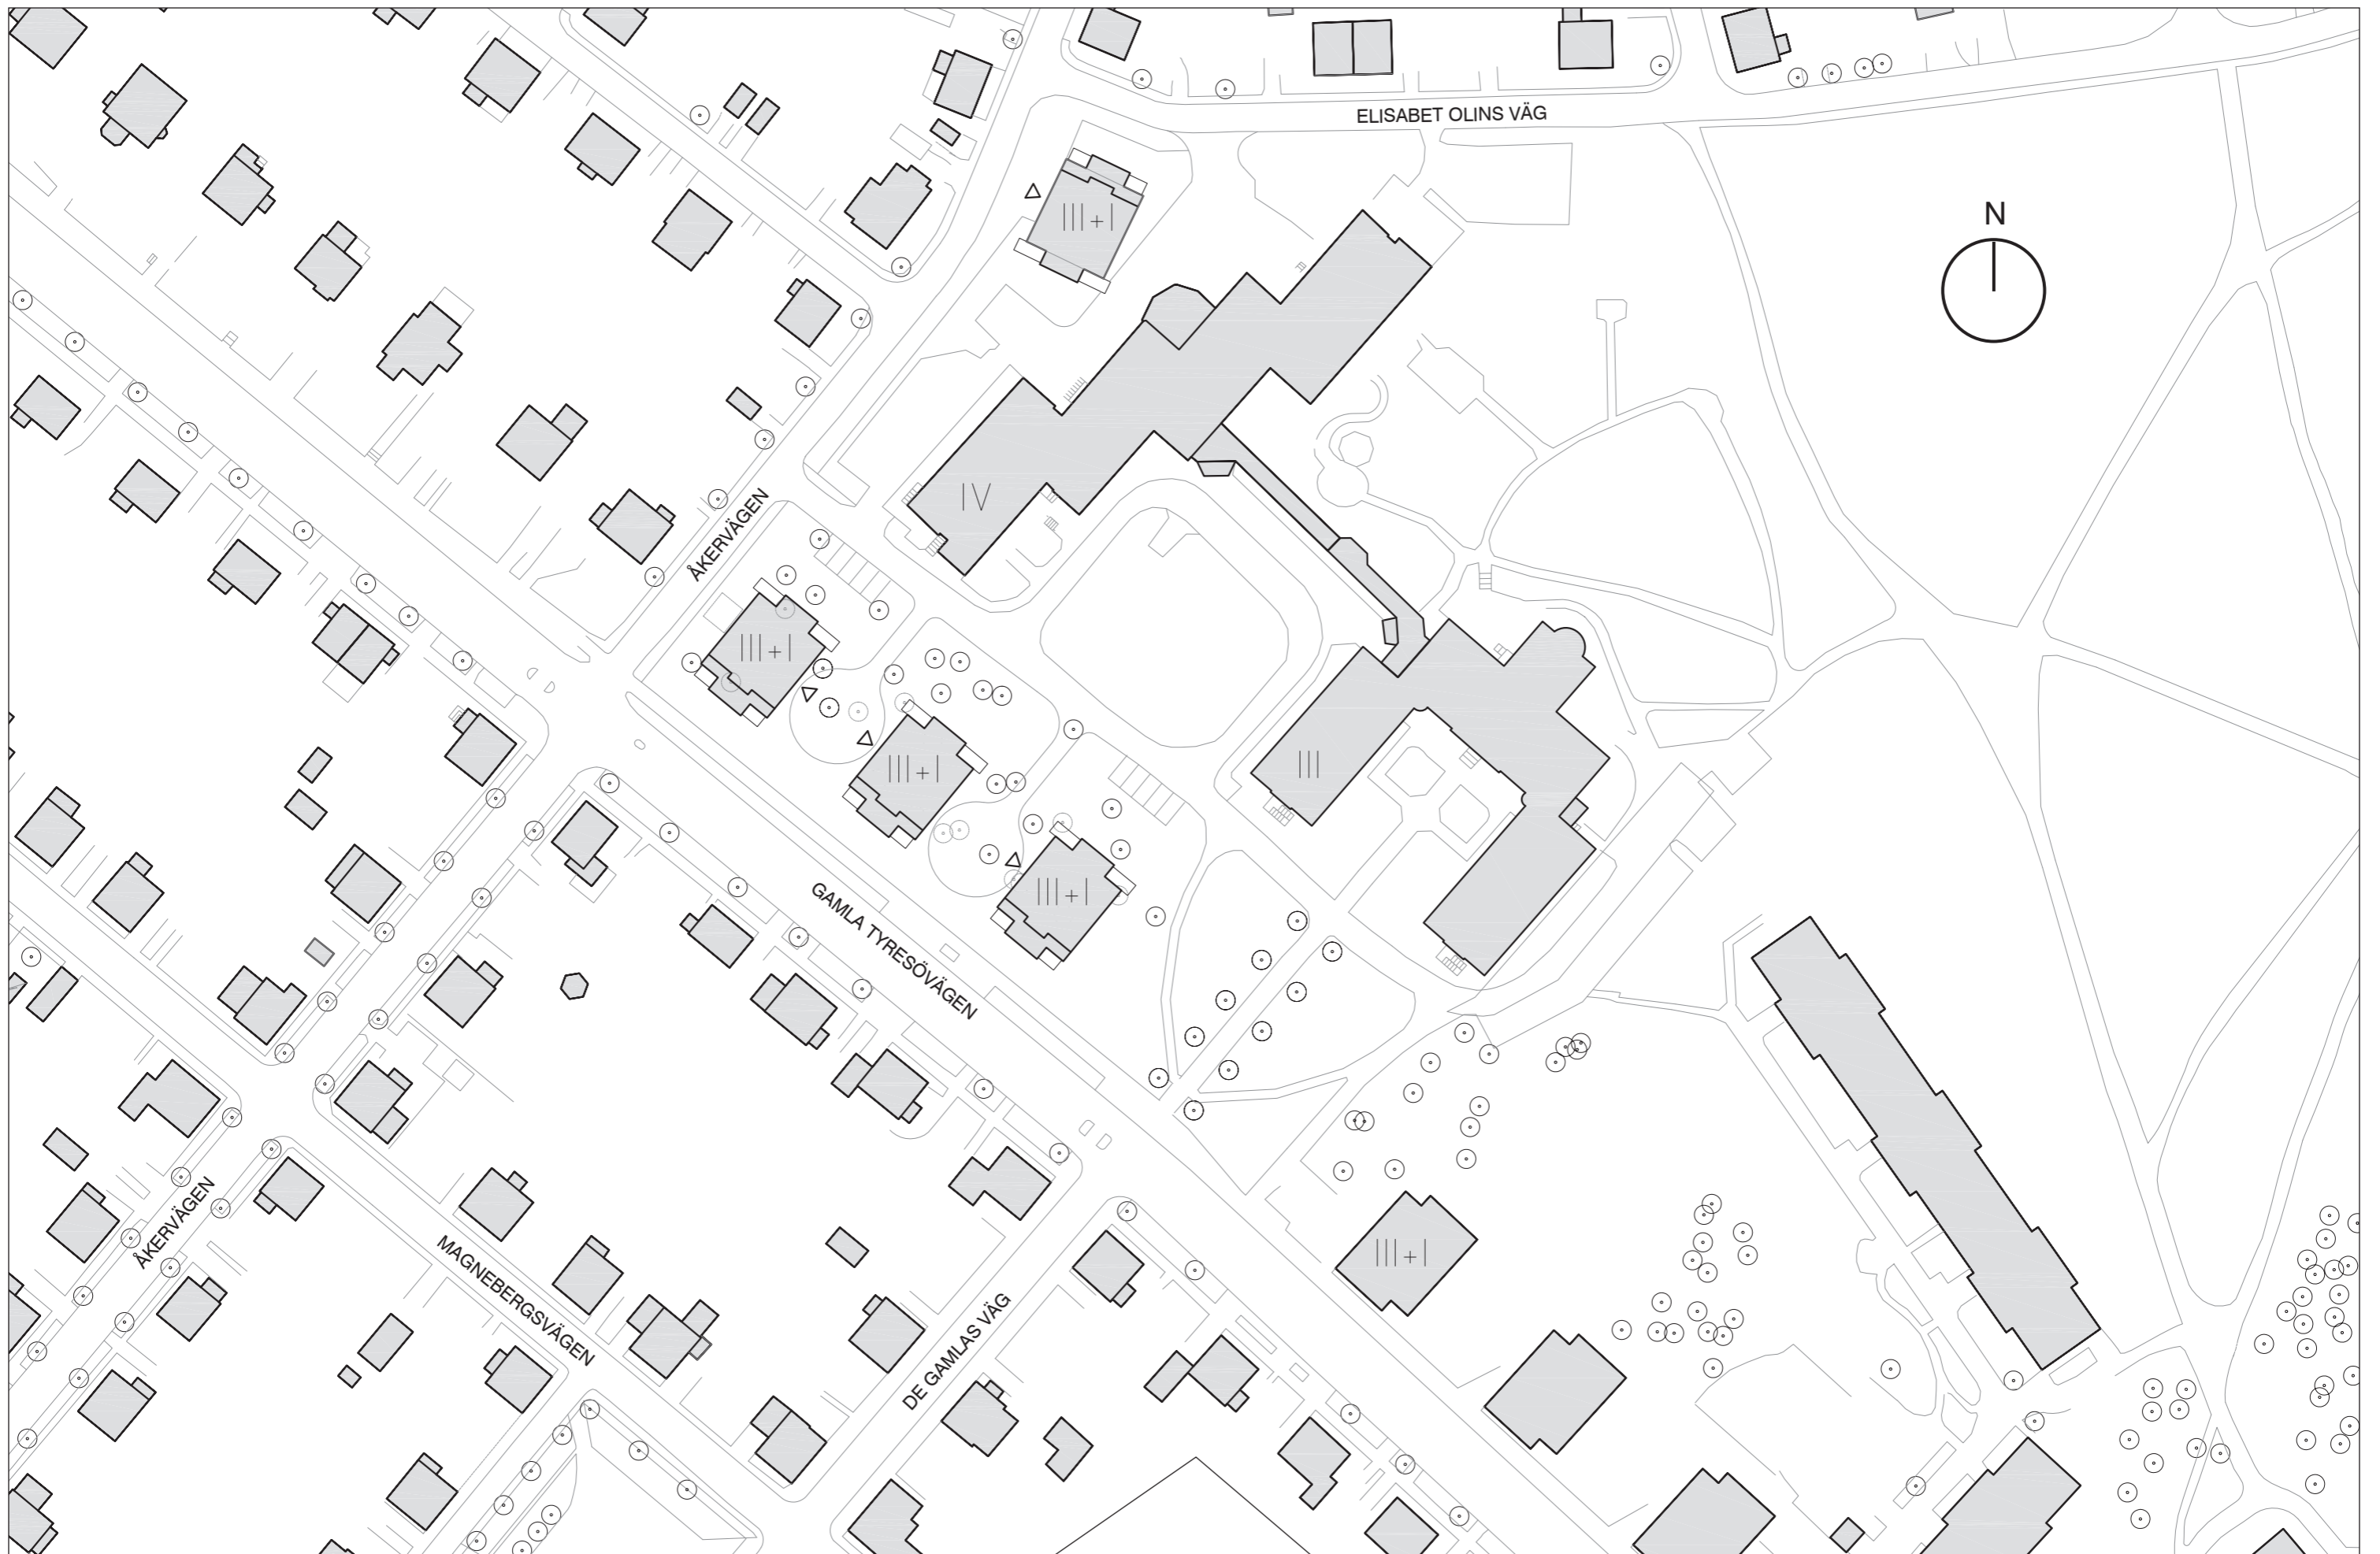 ELISABET OLINS VÄG
N
III+I
IV
ÅKERVÄGEN
III+I
III+I
III
III+I
GAMLA TYRESÖVÄGEN
ÅKERVÄGEN
MAGNEBERGSVÄGEN
III+I
DE GAMLAS VÄG